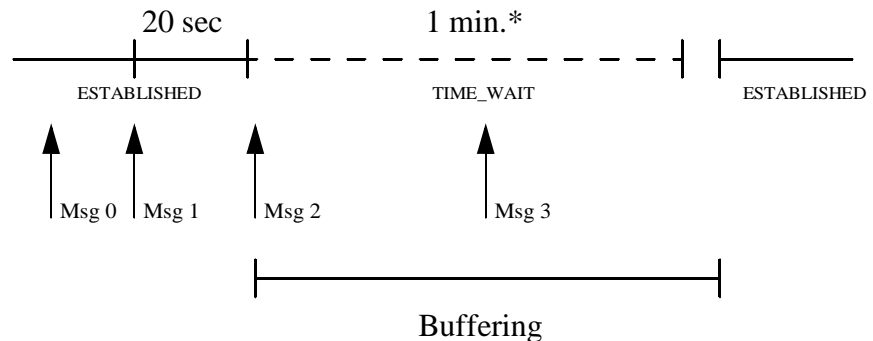 20 sec 1 min.*
ESTABLISHED TIME_WAIT ESTABLISHED
Msg 0 Msg 1 Msg 2 Msg 3
Buffering